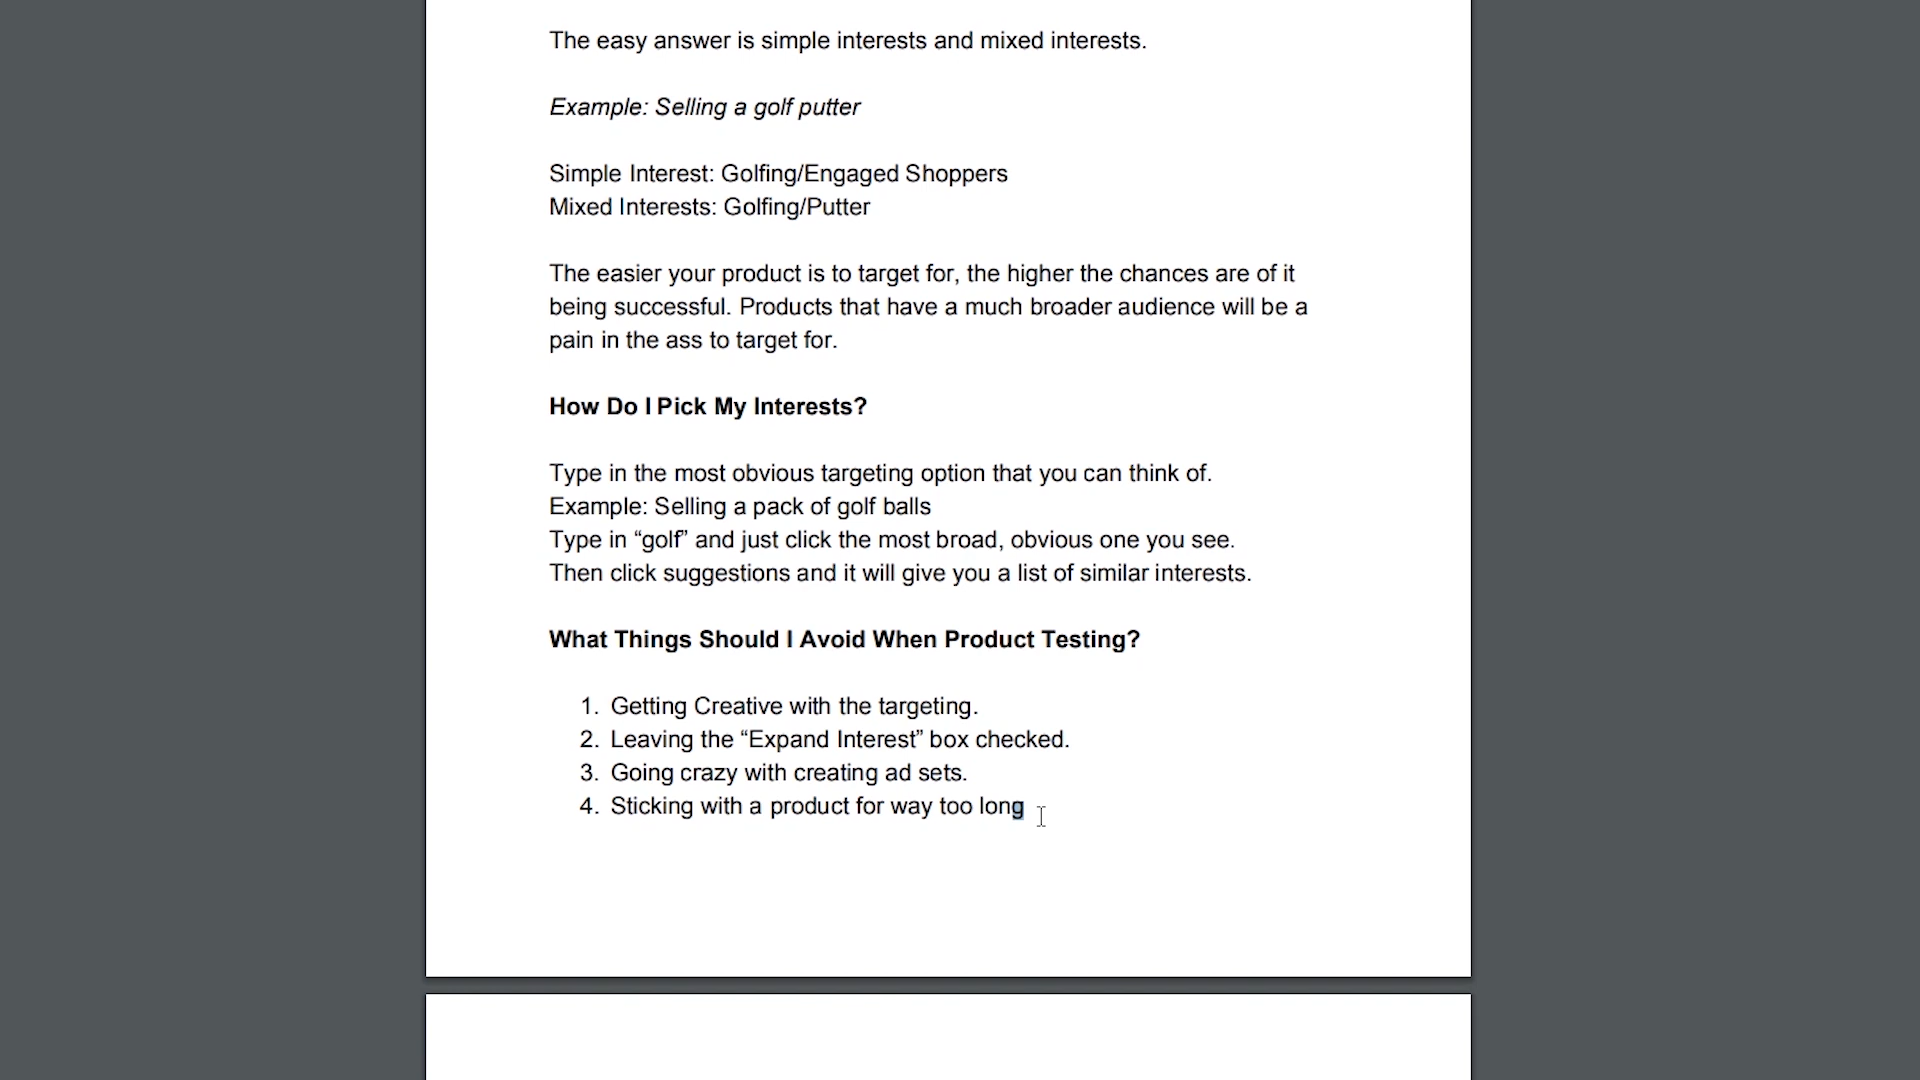 The easy answer is simple interests and mixed interests.
Example: Selling a golf putter
Simple Interest: Golfing/Engaged Shoppers
Mixed Interests: Golfing/Putter
The easier your product is to target for, the higher the chances are of it
being successful. Products that have a much broader audience will be a
pain in the ass to target for.
How Do I Pick My Interests?
Type in the most obvious targeting option that you can think of.
Example: Selling a pack of golf balls
Type in “golf” and just click the most broad, obvious one you see.
Then click suggestions and it will give you a list of similar interests.
What Things Should I Avoid When Product Testing?
1. Getting Creative with the targeting.
2. Leaving the “Expand Interest” box checked.
3. Going crazy with creating ad sets.
4. Sticking with a product for way too long